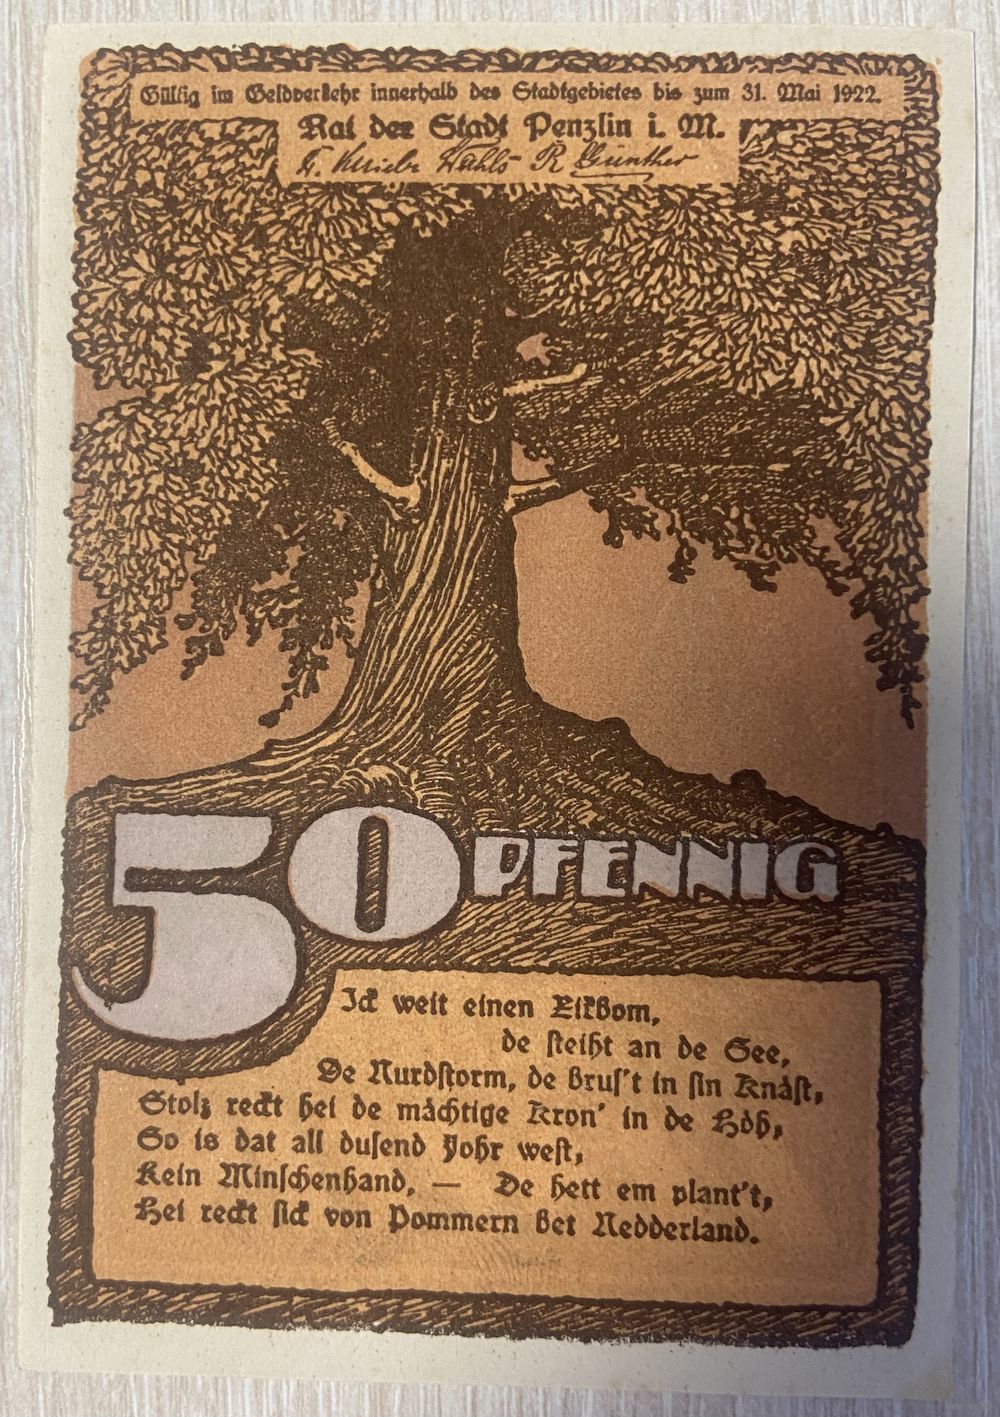 Gültig im Geldverkehr innerhalb des Stadtgebietes bis zum 31. Mai 1922.
Rat der Stadt Penzlin i. M.
R. Günther
50 PFENNIG
Ick weit einen Eikbom,
de steiht an de See,
De Nurdstorm, de brus't in sin Knäst,
Stolz reckt hei de mächtige Kron' in de Höh,
So is dat all dusend Johr west,
Kein Minschenhand, — De hett em plant't,
Hei reckt sick von Pommern bet Nedderland.